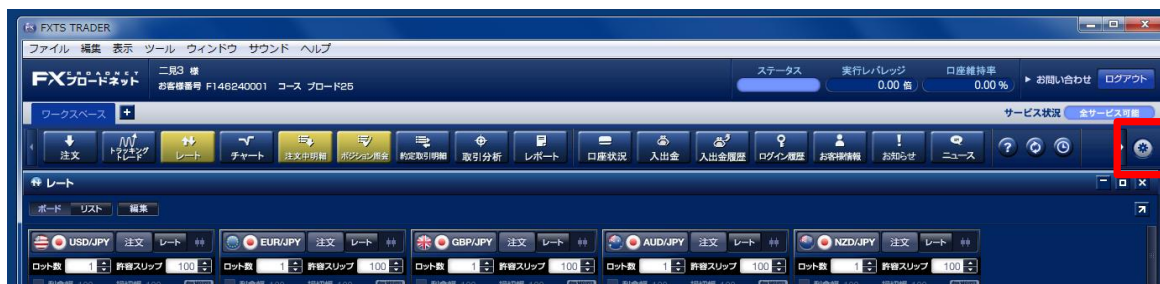 FXTS TRADER
ファイル 編集 表示 ツール ウィンドウ サウンド ヘルプ
FXブロードネット BROADNET
二見3 様
お客様番号 F146240001 コース ブロード25
ステータス 実行レバレッジ 0.00 倍 口座維持率 0.00 %
お問い合わせ ログアウト
ワークスペース +
サービス状況 全サービス可能
注文 トラッキングトレード レート チャート 注文中明細 ポジション照会 約定取引明細 取引分析 レポート 口座状況 入出金 入出金履歴 ログイン履歴 お客様情報 お知らせ ニュース ?
レート
ボード リスト 編集
USD/JPY 注文 レート EUR/JPY 注文 レート GBP/JPY 注文 レート AUD/JPY 注文 レート NZD/JPY 注文 レート
ロット数 1 許容スリップ 100 ロット数 1 許容スリップ 100 ロット数 1 許容スリップ 100 ロット数 1 許容スリップ 100 ロット数 1 許容スリップ 100